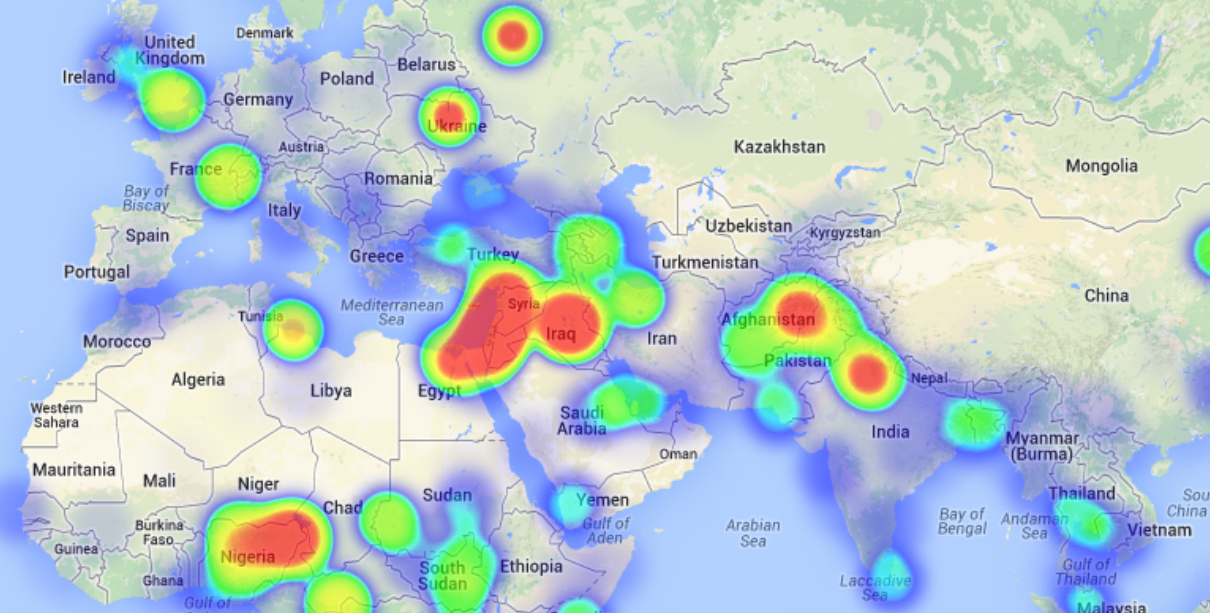 Denmark
United
Kingdom
Ireland
Belarus
Poland
Germany
Ukraine
Kazakhstan
Austria
Mongolia
France
Romania
Bay of
Biscay
Italy
Uzbekistan
Kyrgyzstan
Spain
Greece
Turkey
Turkmenistan
Portugal
China
Mediterranean
Sea
Syria
Tunisia
Afghanistan
Iraq
Iran
Morocco
Pakistan
Nepal
Algeria
Libya
Egypt
Western
Sahara
Saudi
Arabia
India
Myanmar
(Burma)
Oman
Mauritania
Mali
Niger
Sudan
Chad
Yemen
Thailand
Sou
China
Burkina
Faso
Gulf of
Aden
Arabian
Sea
Bay of
Bengal
Andaman
Sea
Vietnam
Guinea
Nigeria
South
Sudan
Ethiopia
Ghana
Laccadive
Sea
Gulf of
Thailand
Gulf of
Malaysia